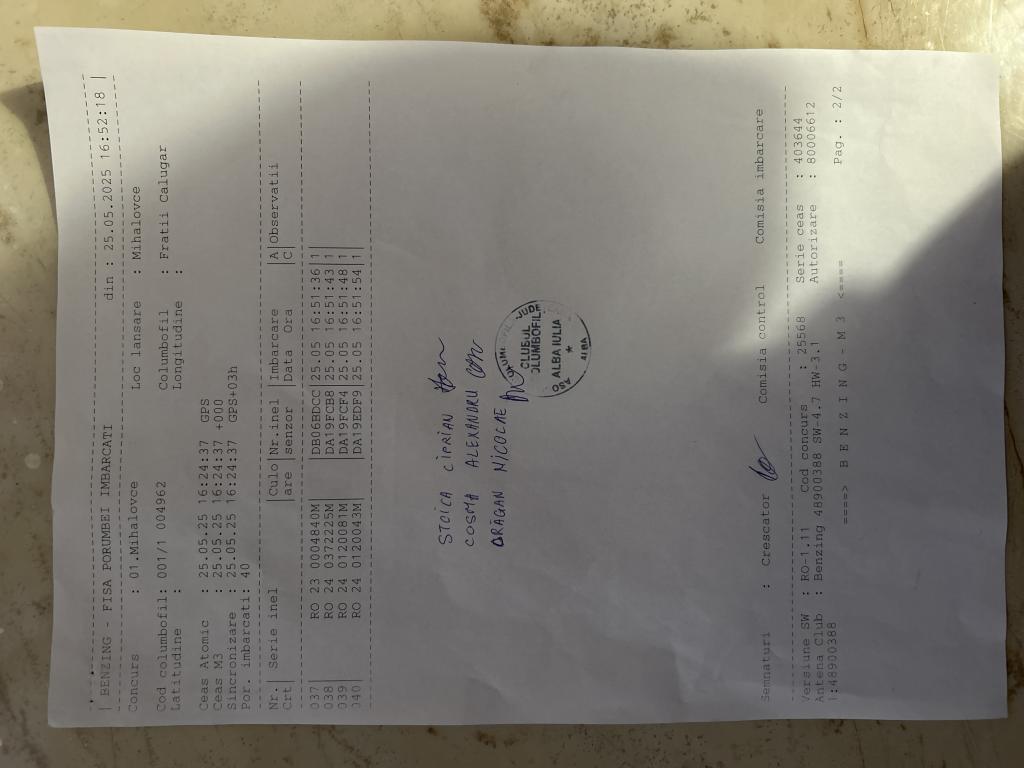 | BENZING - FISA PORUMBEI IMBARCATI din : 25.05.2025 16:52:18 |
Concurs : 01.Mihalovce Loc lansare : Mihalovce
Cod columbofil: 001/1 004962 Columbofil : Fratii Calugar
Latitudine : Longitudine :
Ceas Atomic : 25.05.25 16:24:37 GPS
Ceas M3 : 25.05.25 16:24:37 +000
Sincronizare : 25.05.25 16:24:37 GPS+03h
Por. imbarcati: 40
Nr.| Serie inel |Culo|Nr.inel |Imbarcare |A|Observatii
Crt| |are |senzor |Data Ora |C|
037| RO 23 0004840M |DB06BDCC|25.05 16:51:36|1|
038| RO 24 0372225M |DA19FCB8|25.05 16:51:43|1|
039| RO 24 0120081M |DA19FCF4|25.05 16:51:48|1|
040| RO 24 0120043M |DA19EDF9|25.05 16:51:54|1|
STOICA CIPRIAN
COSMA ALEXANDRU
DRĂGAN NICOLAE
CLUBUL
COLUMBOFIL
ALBA IULIA
*
ALBA
Semnaturi : Crescator Comisia control Comisia imbarcare
Versiune SW : RO-1.11 Cod concurs : 25568 Serie ceas : 403644
Antena Club : Benzing 48900388 SW-4.7 HW-3.1 Autorizare : 80006612
1:48900388
====> B E N Z I N G - M 3 <==== Pag. : 2/2